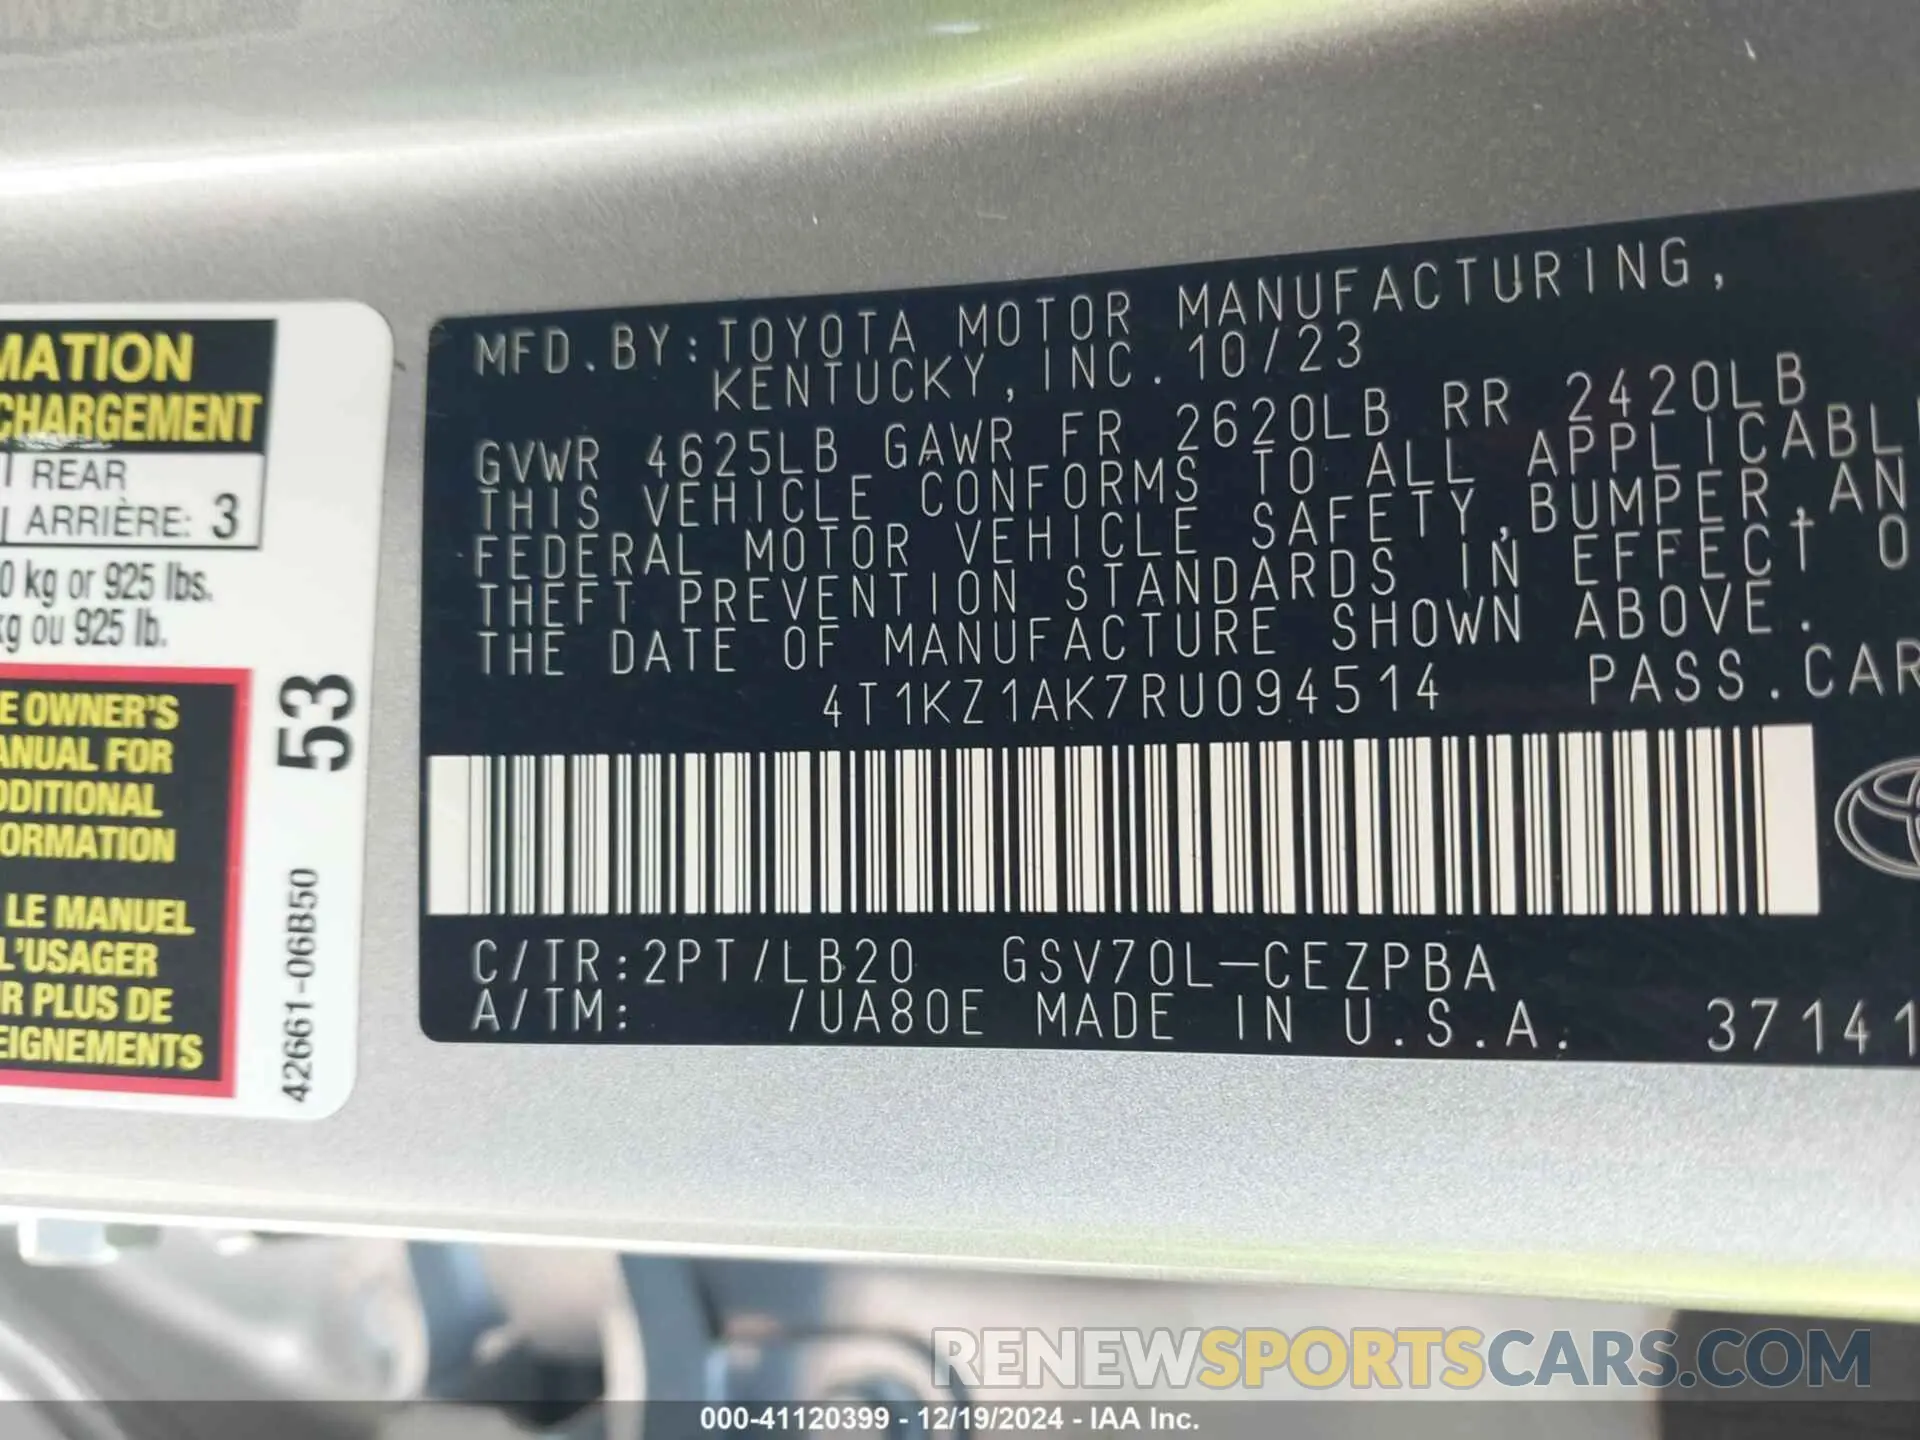 MATION
CHARGEMENT
REAR
ARRIÈRE: 3
0 kg or 925 lbs.
kg ou 925 lb.
E OWNER'S
ANUAL FOR
DDITIONAL
FORMATION
LE MANUEL
L'USAGER
R PLUS DE
EIGNEMENTS
53
42661-06B50
MFD.BY:TOYOTA MOTOR MANUFACTURING,
KENTUCKY,INC.10/23
GVWR 4625LB GAWR FR 2620LB RR 2420LB
THIS VEHICLE CONFORMS TO ALL APPLICABL
FEDERAL MOTOR VEHICLE SAFETY,BUMPER,AN
THEFT PREVENTION STANDARDS IN EFFECT O
THE DATE OF MANUFACTURE SHOWN ABOVE.
4T1KZ1AK7RU094514 PASS.CAR
C/TR:2PT/LB20 GSV70L-CEZPBA
A/TM: /UA80E MADE IN U.S.A. 37141
RENEWSPORTSCARS.COM
000-41120399 - 12/19/2024 - IAA Inc.